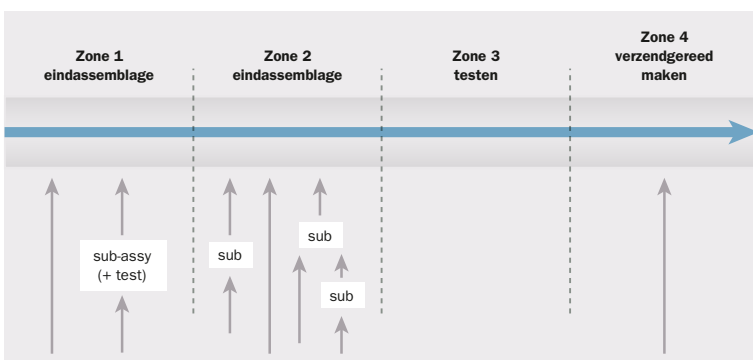 Zone 1
eindassemblage
Zone 2
eindassemblage
Zone 3
testen
Zone 4
verzendgereed
maken
sub-assy
(+ test)
sub
sub
sub